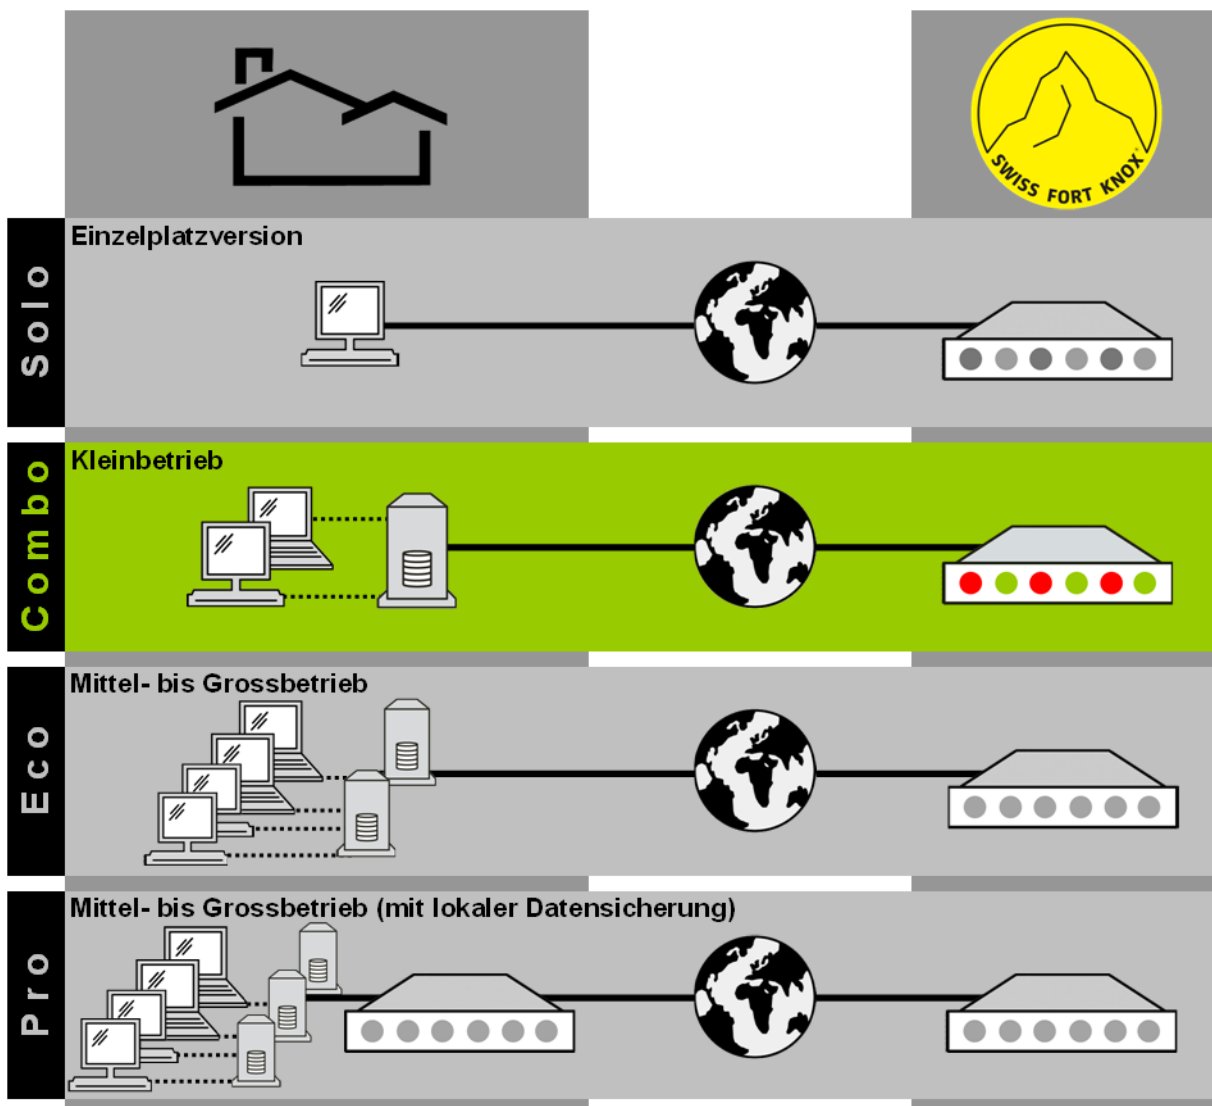 SWISS FORT KNOX®
Solo
Einzelplatzversion
Combo
Kleinbetrieb
Eco
Mittel- bis Grossbetrieb
Pro
Mittel- bis Grossbetrieb (mit lokaler Datensicherung)